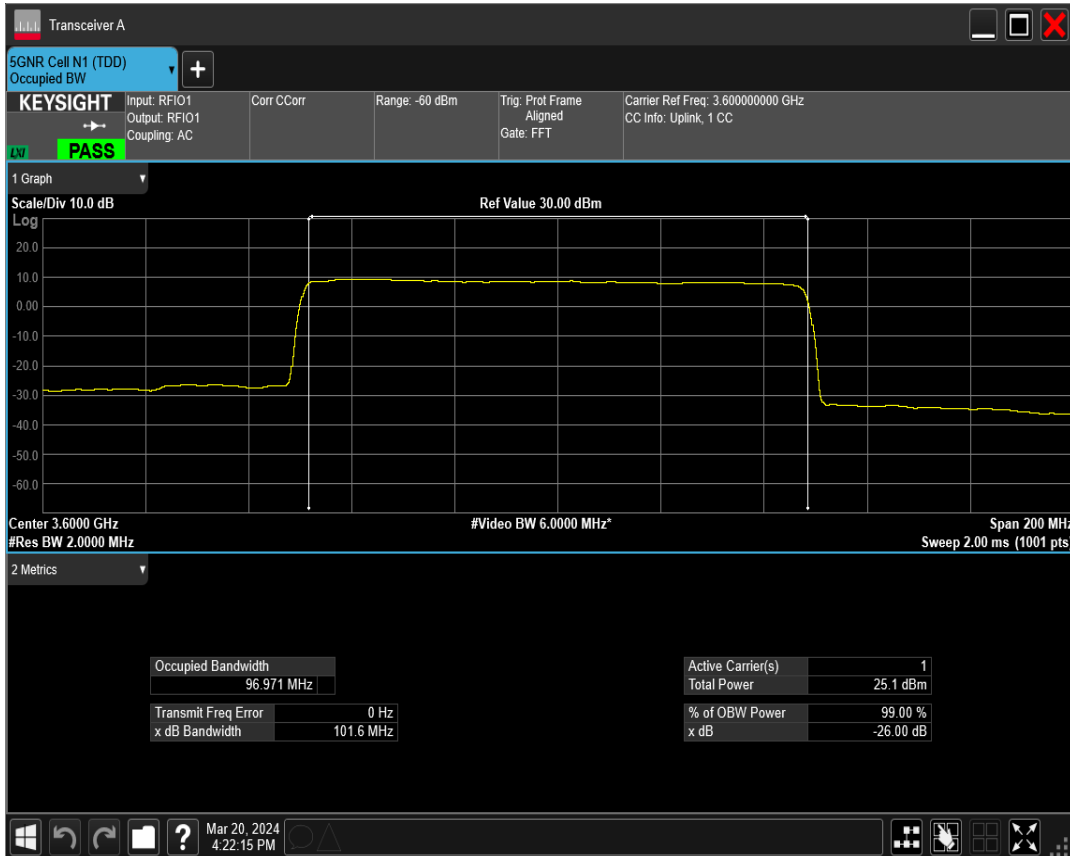 Transceiver A
5GNR Cell N1 (TDD)
Occupied BW
+
KEYSIGHT
LXI
PASS
Input: RFIO1
Output: RFIO1
Coupling: AC
Corr CCorr
Range: -60 dBm
Trig: Prot Frame
Aligned
Gate: FFT
Carrier Ref Freq: 3.600000000 GHz
CC Info: Uplink, 1 CC
1 Graph
Scale/Div 10.0 dB
Ref Value 30.00 dBm
Log
20.0
10.0
0.00
-10.0
-20.0
-30.0
-40.0
-50.0
-60.0
Center 3.6000 GHz
#Video BW 6.0000 MHz*
Span 200 MHz
#Res BW 2.0000 MHz
Sweep 2.00 ms (1001 pts)
2 Metrics
Occupied Bandwidth
96.971 MHz
Transmit Freq Error 0 Hz
x dB Bandwidth 101.6 MHz
Active Carrier(s) 1
Total Power 25.1 dBm
% of OBW Power 99.00 %
x dB -26.00 dB
?
Mar 20, 2024
4:22:15 PM